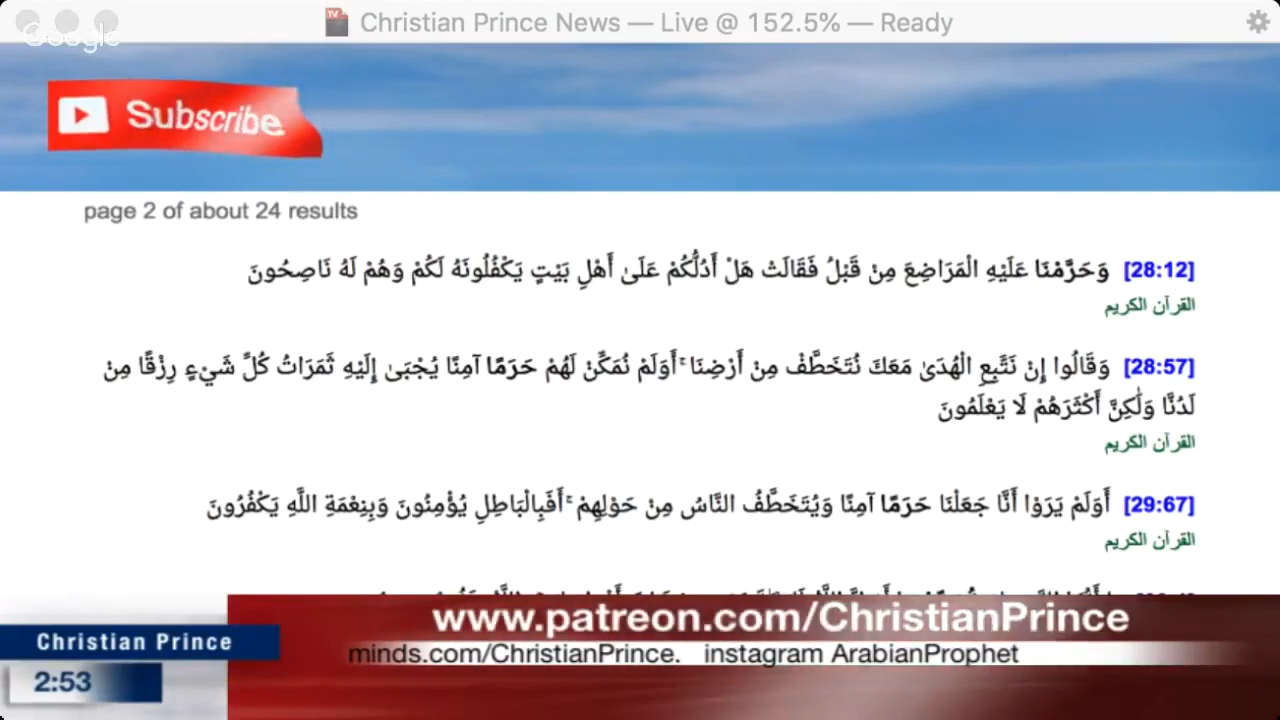 Christian Prince News — Live @ 152.5% — Ready
Google
Subscribe
page 2 of about 24 results
[28:12] وَحَرَّمْنَا عَلَيْهِ الْمَرَاضِعَ مِنْ قَبْلُ فَقَالَتْ هَلْ أَدُلُّكُمْ عَلَىٰ أَهْلِ بَيْتٍ يَكْفُلُونَهُ لَكُمْ وَهُمْ لَهُ نَاصِحُونَ
القرآن الكريم
[28:57] وَقَالُوا إِنْ نَتَّبِعِ الْهُدَىٰ مَعَكَ نُتَخَطَّفْ مِنْ أَرْضِنَا ۚ أَوَلَمْ نُمَكِّنْ لَهُمْ حَرَمًا آمِنًا يُجْبَىٰ إِلَيْهِ ثَمَرَاتُ كُلِّ شَيْءٍ رِزْقًا مِنْ
لَدُنَّا وَلَٰكِنَّ أَكْثَرَهُمْ لَا يَعْلَمُونَ
القرآن الكريم
[29:67] أَوَلَمْ يَرَوْا أَنَّا جَعَلْنَا حَرَمًا آمِنًا وَيُتَخَطَّفُ النَّاسُ مِنْ حَوْلِهِمْ ۚ أَفَبِالْبَاطِلِ يُؤْمِنُونَ وَبِنِعْمَةِ اللَّهِ يَكْفُرُونَ
القرآن الكريم
www.patreon.com/ChristianPrince
Christian Prince
minds.com/ChristianPrince. instagram ArabianProphet
2:53